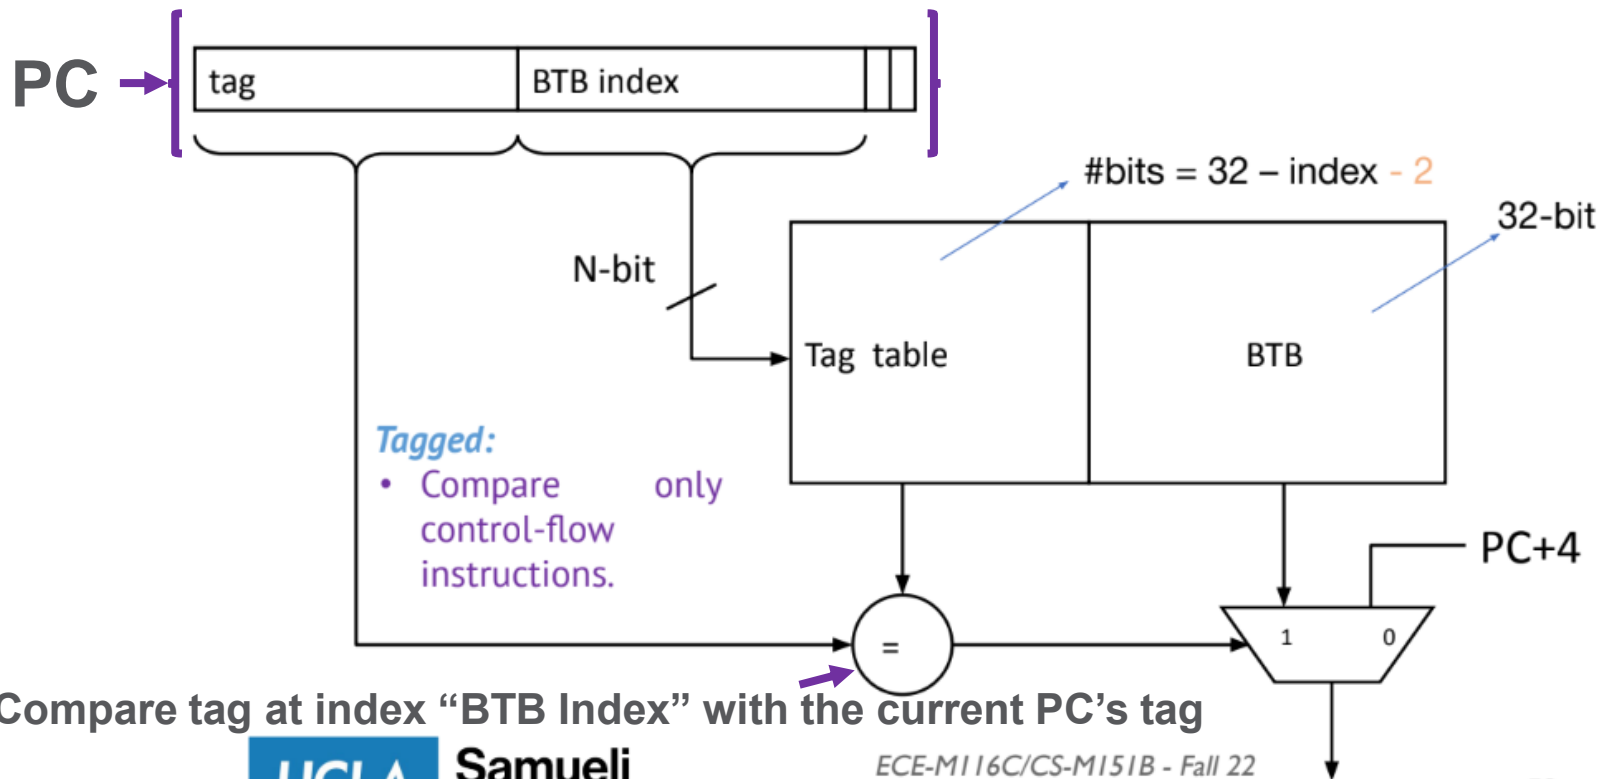 PC
tag
BTB index
#bits = 32 – index - 2
32-bit
N-bit
Tag table
BTB
Tagged:
• Compare only
control-flow
instructions.
PC+4
=
1 0
Compare tag at index “BTB Index” with the current PC’s tag
UCLA
Samueli
ECE-M116C/CS-M151B - Fall 22